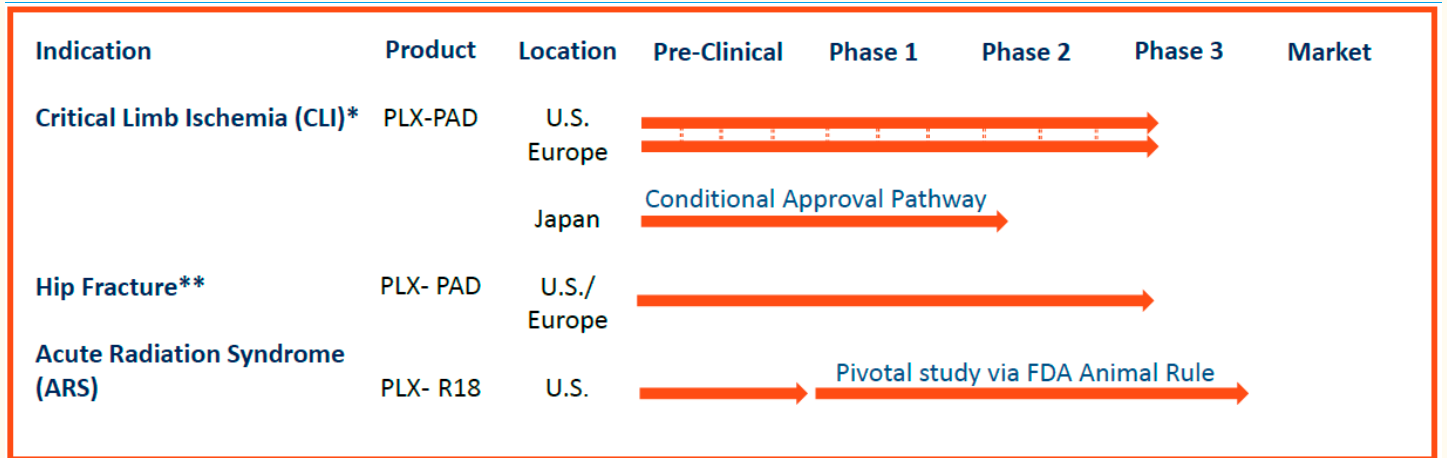 Indication Product Location Pre-Clinical Phase 1 Phase 2 Phase 3 Market
Critical Limb Ischemia (CLI)* PLX-PAD U.S.
Europe
Conditional Approval Pathway
Japan
Hip Fracture** PLX- PAD U.S./
Europe
Acute Radiation Syndrome
Pivotal study via FDA Animal Rule
(ARS) PLX- R18 U.S.